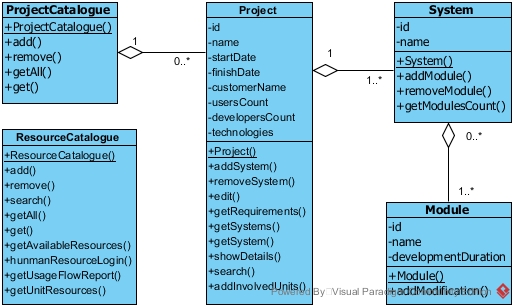 ProjectCatalogue
+ProjectCatalogue()
+add()
+remove()
+getAll()
+get()
1
0..*
Project
-id
-name
-startDate
-finishDate
-customerName
-usersCount
-developersCount
-technologies
+Project()
+addSystem()
+removeSystem()
+edit()
+getRequirements()
+getSystems()
+getSystem()
+showDetails()
+search()
+addInvolvedUnits()
1
1..*
System
-id
-name
+System()
+addModule()
+removeModule()
+getModulesCount()
0..*
1..*
Module
-id
-name
-developmentDuration
+Module()
+addModification()
ResourceCatalogue
+ResourceCatalogue()
+add()
+remove()
+search()
+getAll()
+get()
+getAvailableResources()
+hunmanResourceLogin()
+getUsageFlowReport()
+getUnitResources()
Powered By Visual Paradigm